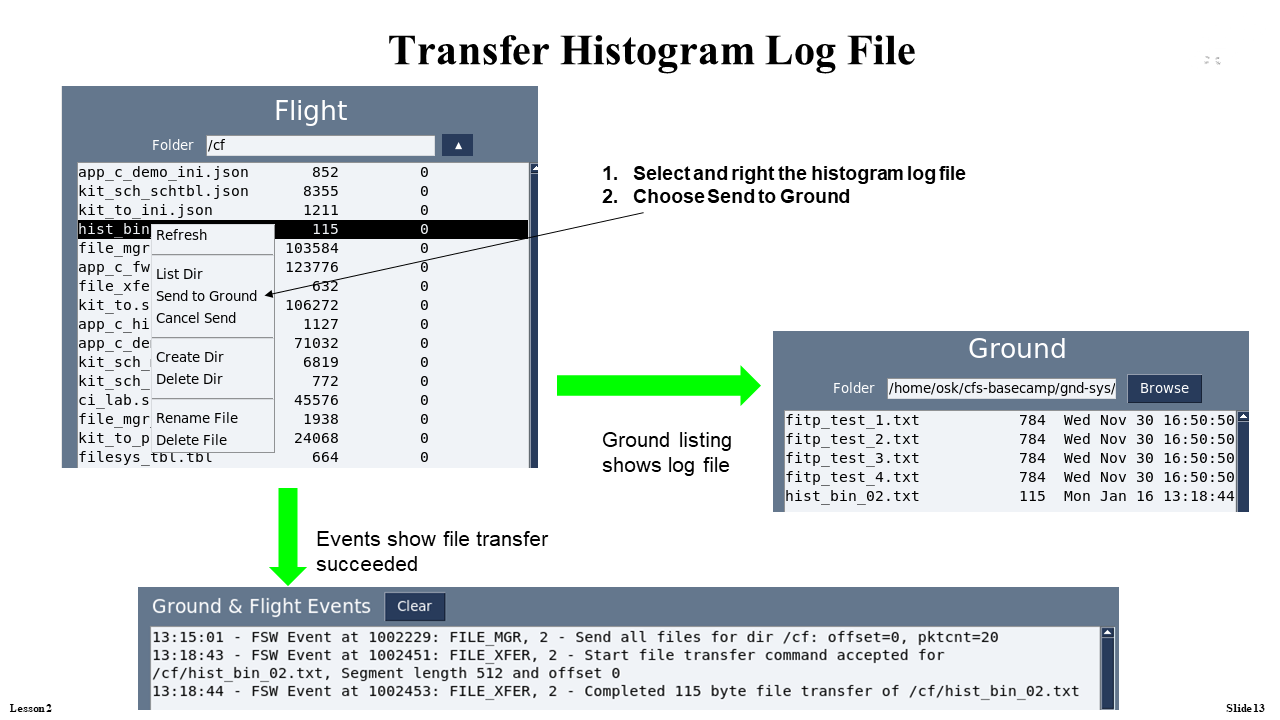 Transfer Histogram Log File
Flight
Folder /cf ▲
app_c_demo_ini.json 852 0
kit_sch_schtbl.json 8355 0
kit_to_ini.json 1211 0
hist_bin 115 0
file_mgr 103584 0
app_c_fw 123776 0
file_xfe 632 0
kit_to.s 106272 0
app_c_hi 1127 0
app_c_de 71032 0
kit_sch_ 6819 0
kit_sch_ 772 0
ci_lab.s 45576 0
file_mgr 1938 0
kit_to_p 24068 0
filesys_tbl.tbl 664 0
Refresh
List Dir
Send to Ground
Cancel Send
Create Dir
Delete Dir
Rename File
Delete File
1. Select and right the histogram log file
2. Choose Send to Ground
Ground
Folder /home/osk/cfs-basecamp/gnd-sys/ Browse
fitp_test_1.txt 784 Wed Nov 30 16:50:50
fitp_test_2.txt 784 Wed Nov 30 16:50:50
fitp_test_3.txt 784 Wed Nov 30 16:50:50
fitp_test_4.txt 784 Wed Nov 30 16:50:50
hist_bin_02.txt 115 Mon Jan 16 13:18:44
Ground listing
shows log file
Events show file transfer
succeeded
Ground & Flight Events Clear
13:15:01 - FSW Event at 1002229: FILE_MGR, 2 - Send all files for dir /cf: offset=0, pktcnt=20
13:18:43 - FSW Event at 1002451: FILE_XFER, 2 - Start file transfer command accepted for
/cf/hist_bin_02.txt, Segment length 512 and offset 0
13:18:44 - FSW Event at 1002453: FILE_XFER, 2 - Completed 115 byte file transfer of /cf/hist_bin_02.txt
Lesson 2
Slide 13